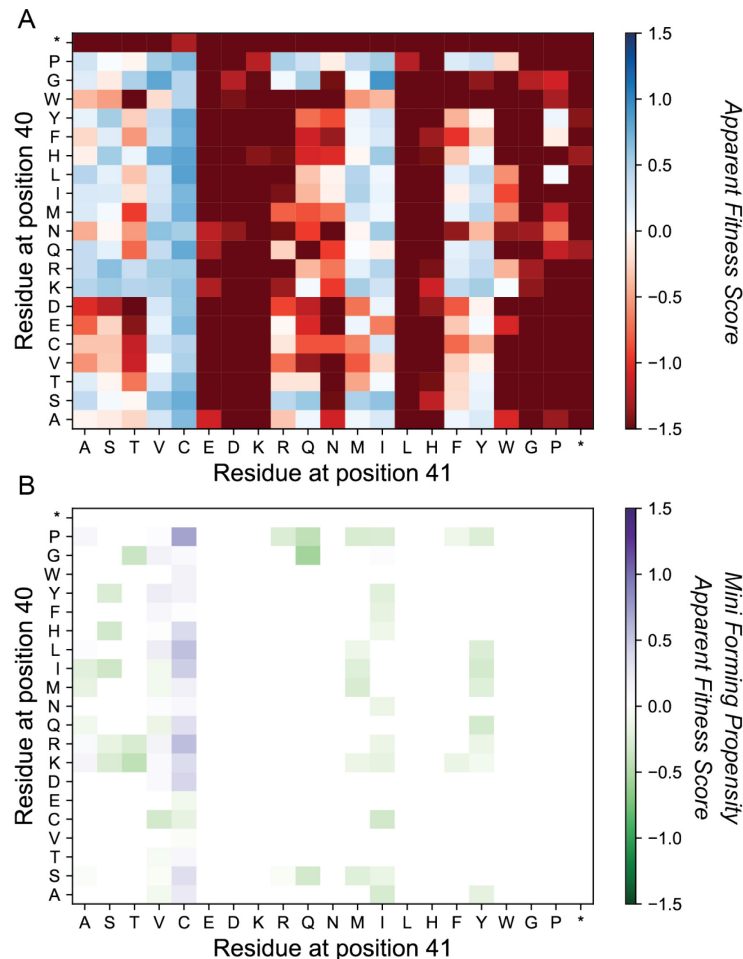 A
*
P
G
W
Y
F
H
L
I
M
N
Q
R
K
D
E
C
V
T
S
A
Residue at position 40
A S T V C E D K R Q N M I L H F Y W G P *
Residue at position 41
1.5
1.0
0.5
0.0
−0.5
−1.0
−1.5
Apparent Fitness Score
B
*
P
G
W
Y
F
H
L
I
M
N
Q
R
K
D
E
C
V
T
S
A
Residue at position 40
A S T V C E D K R Q N M I L H F Y W G P *
Residue at position 41
1.5
1.0
0.5
0.0
−0.5
−1.0
−1.5
Mini Forming Propensity
Apparent Fitness Score